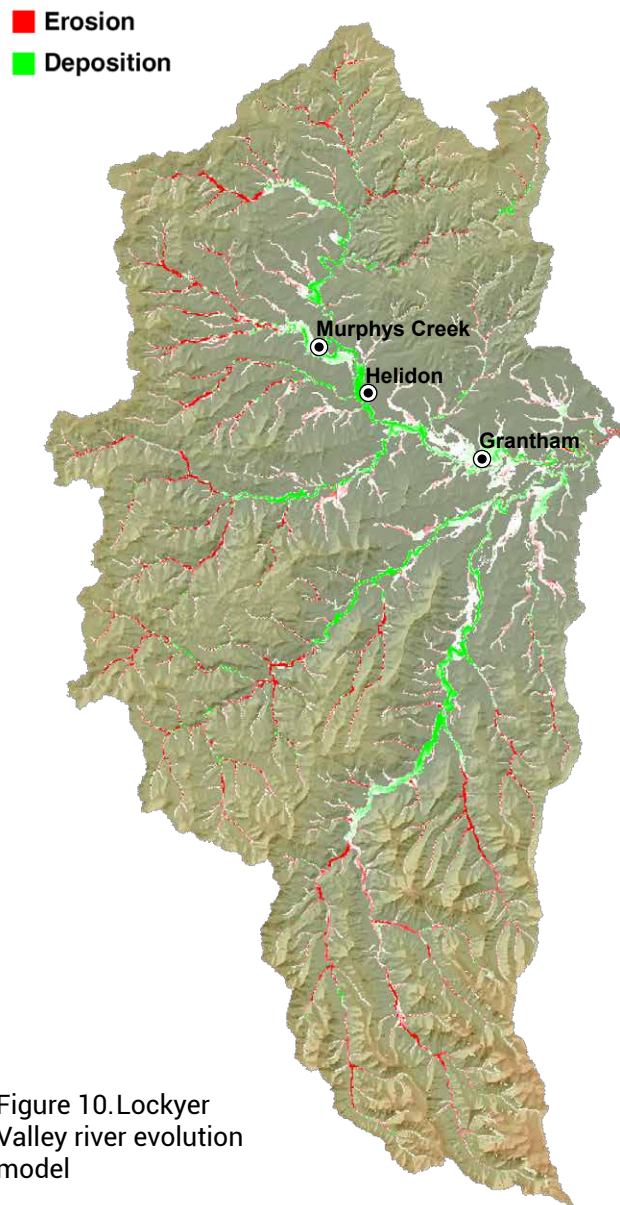 Erosion
Deposition
Murphys Creek
Helidon
Grantham
Figure 10.Lockyer
Valley river evolution
model